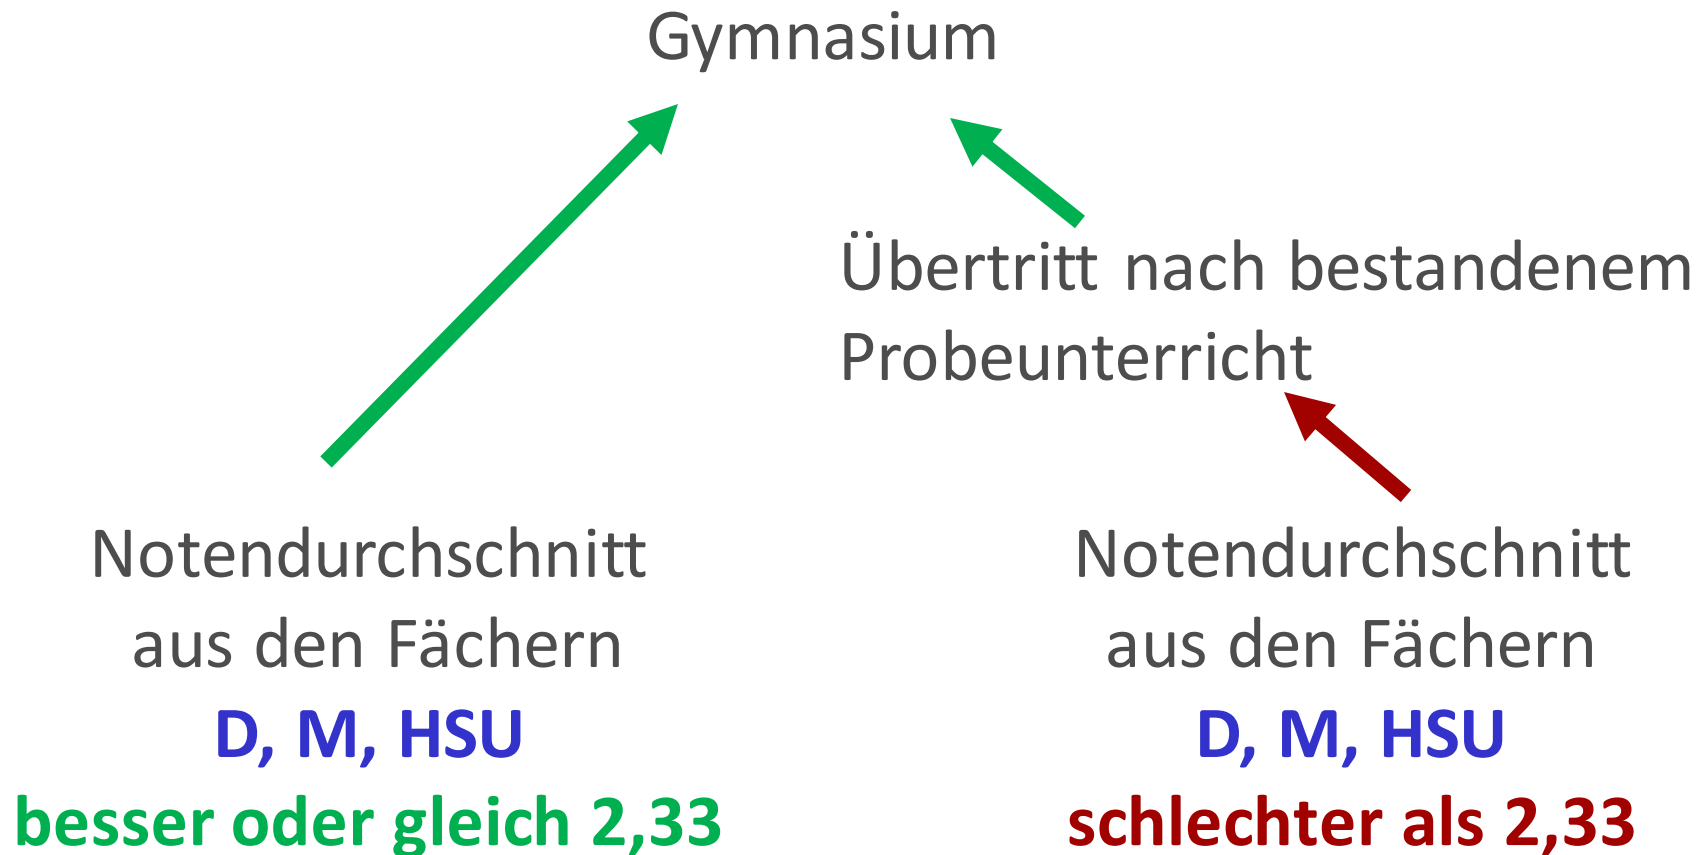 Gymnasium
Übertritt nach bestandenem
Probeunterricht
Notendurchschnitt
aus den Fächern
D, M, HSU
besser oder gleich 2,33
Notendurchschnitt
aus den Fächern
D, M, HSU
schlechter als 2,33